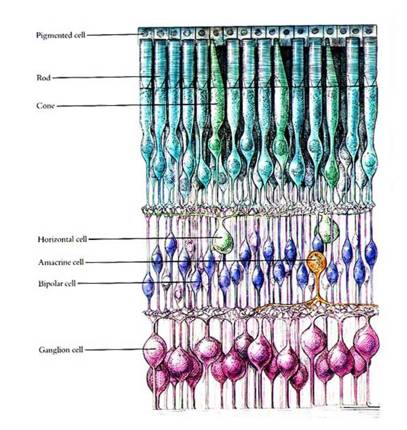 Pigmented cell
Rod
Cone
Horizontal cell
Amacrine cell
Bipolar cell
Ganglion cell